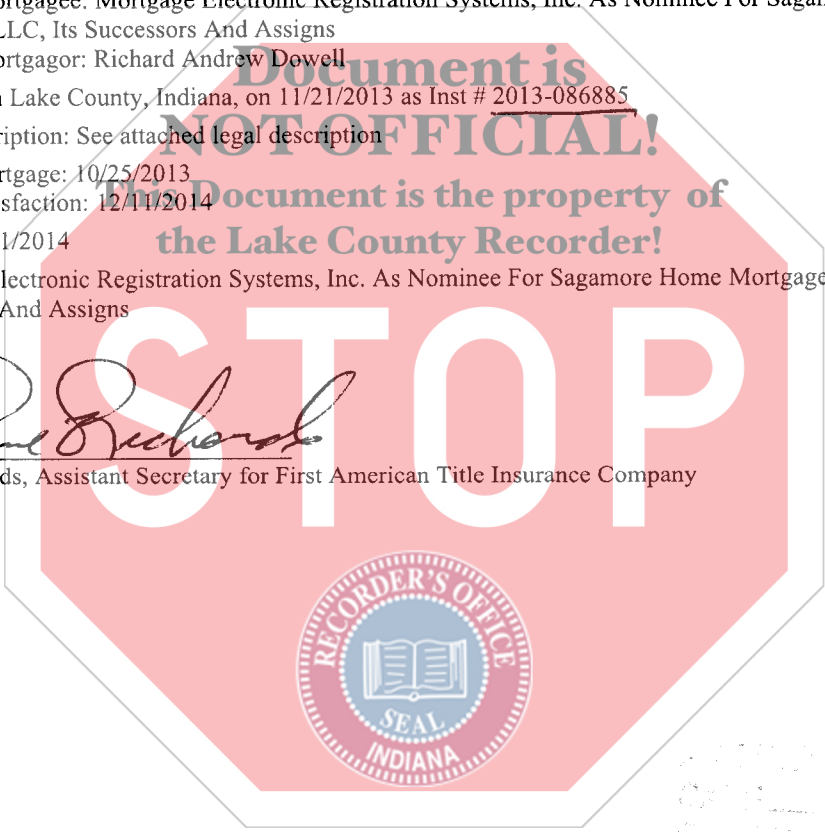 ortgagee: Mortgage Electronic Registration Systems, Inc. As Nominee For Sagam
LLC, Its Successors And Assigns
ortgagor: Richard Andrew Dowell
Document is
n Lake County, Indiana, on 11/21/2013 as Inst # 2013-086885
NOT OFFICIAL!
ription: See attached legal description
rtgage: 10/25/2013
This Document is the property of
sfaction: 12/11/2014
1/2014
the Lake County Recorder!
lectronic Registration Systems, Inc. As Nominee For Sagamore Home Mortgage
And Assigns
STOP
Richards
ds, Assistant Secretary for First American Title Insurance Company
RECORDER'S OFFICE
SEAL
INDIANA